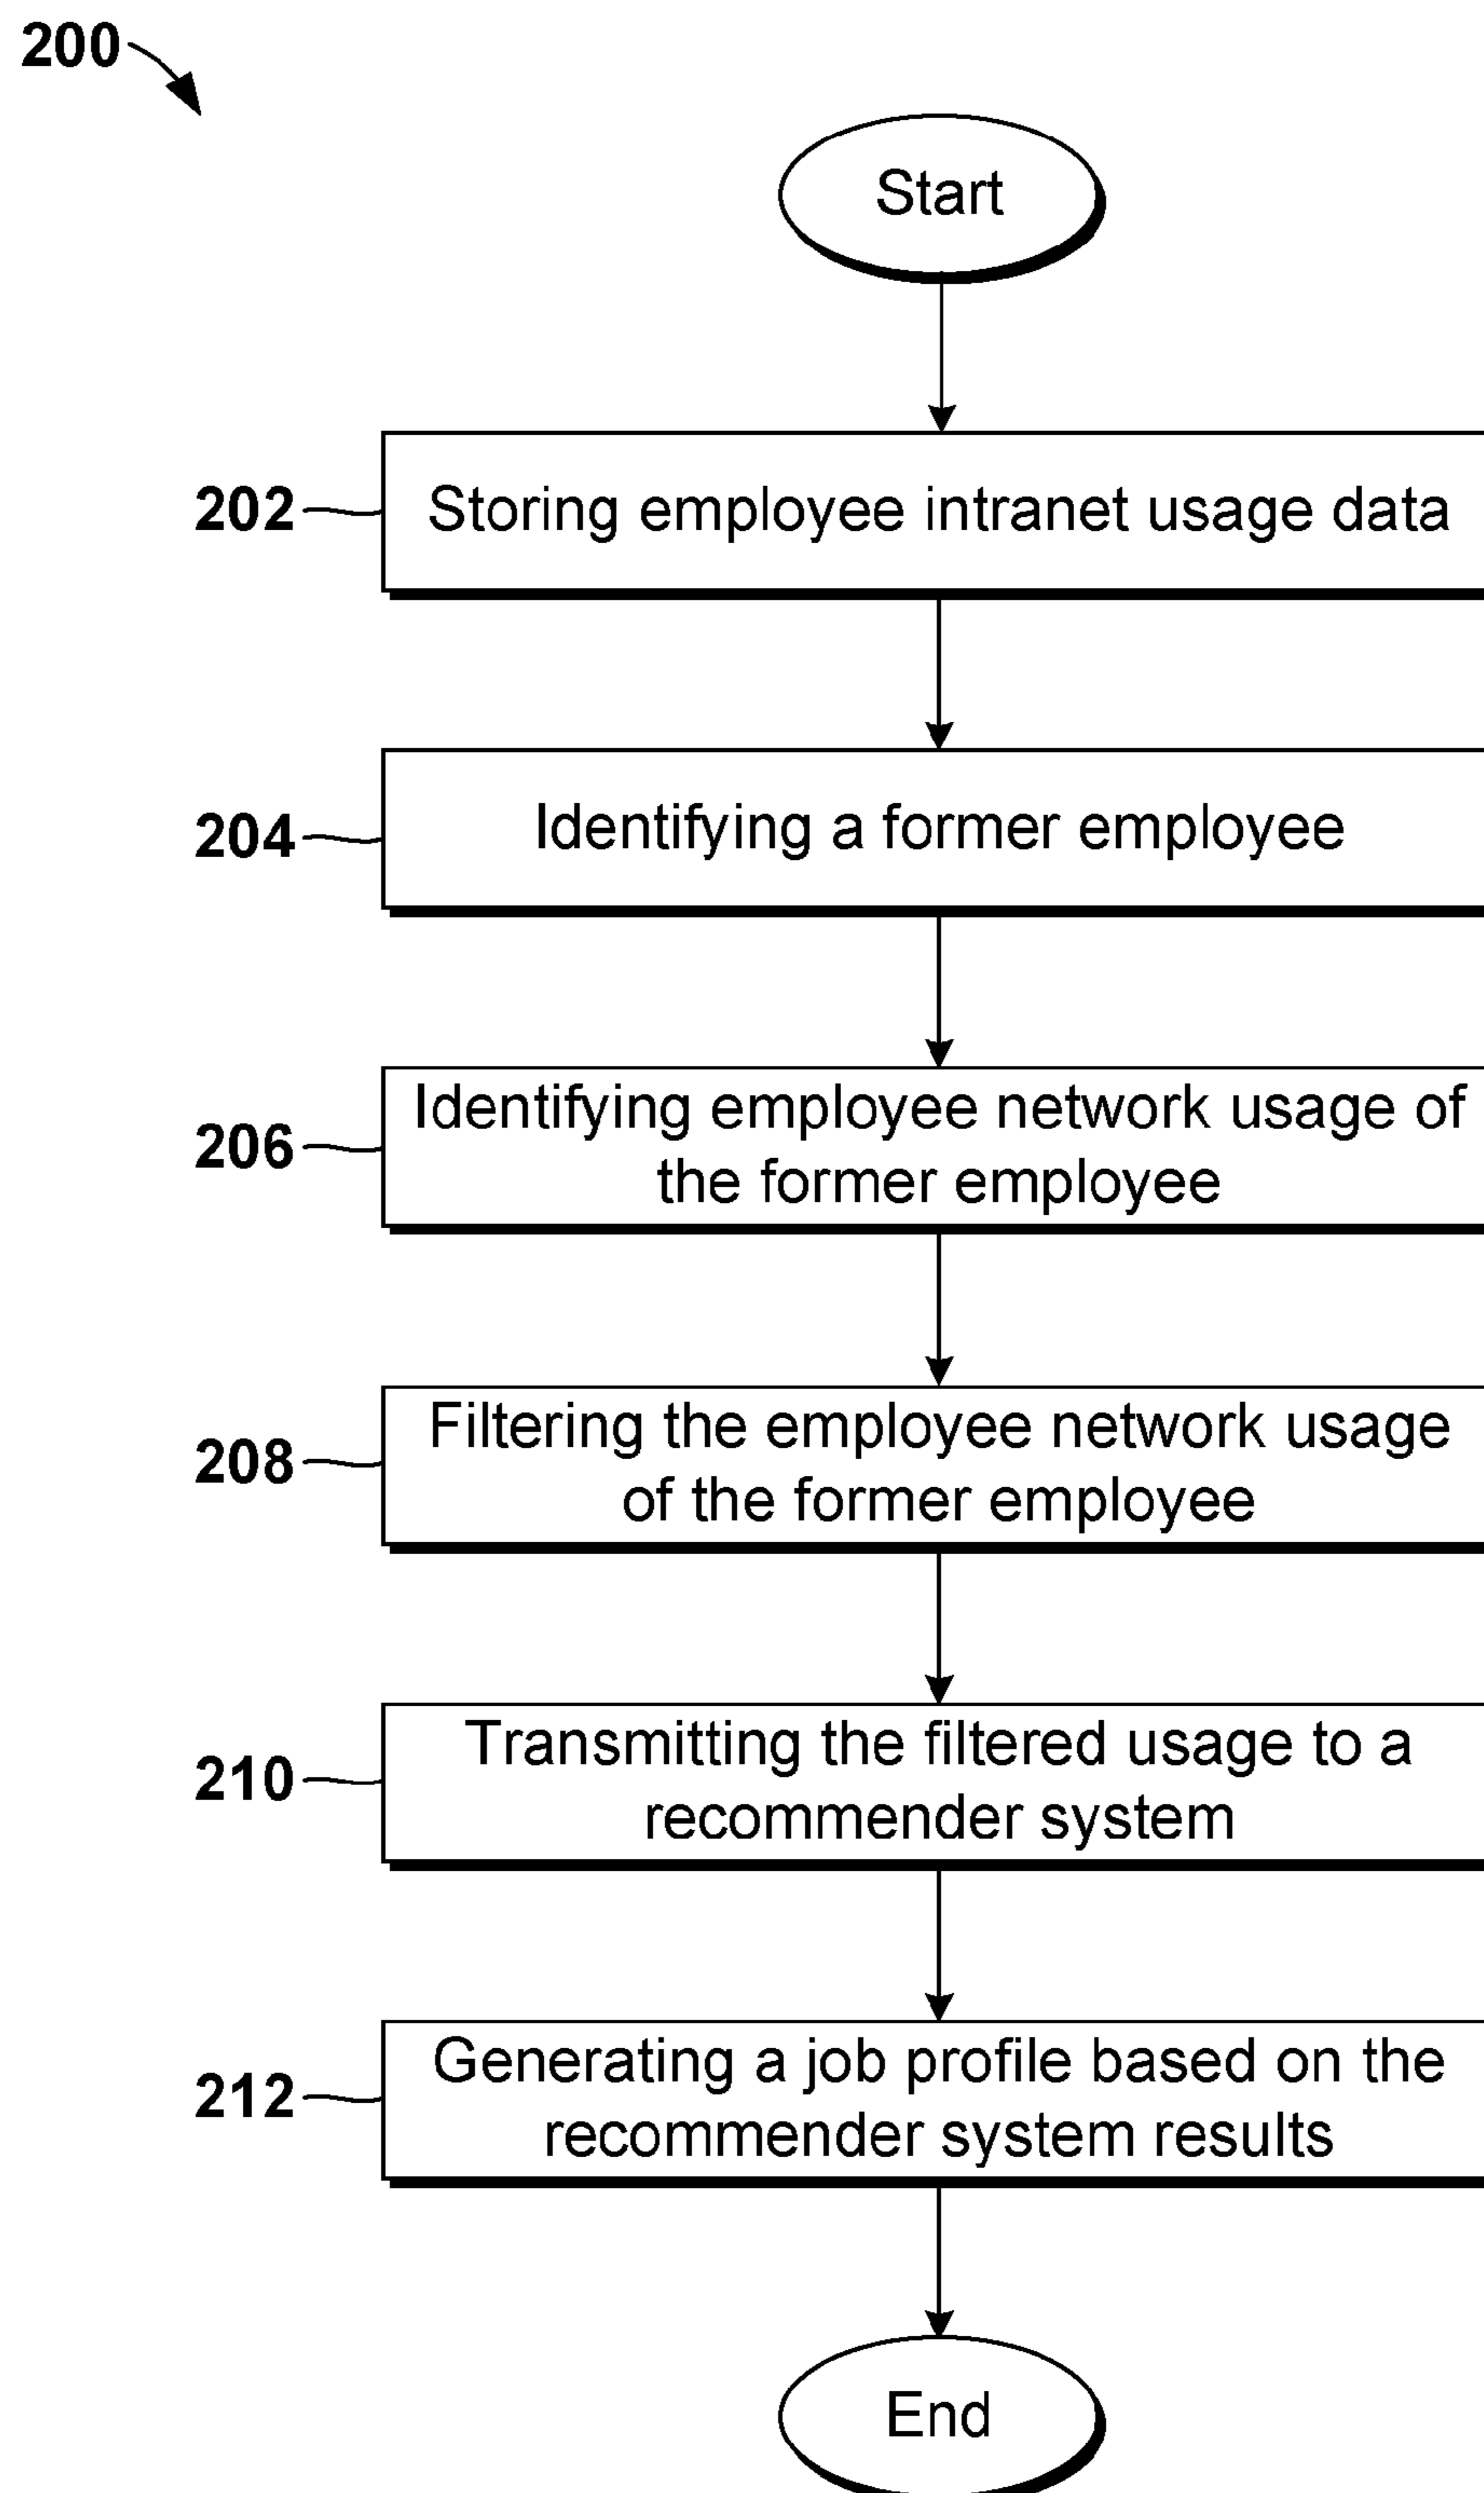 200
Start
202
Storing employee intranet usage data
204
Identifying a former employee
206
Identifying employee network usage of
the former employee
208
Filtering the employee network usage
of the former employee
210
Transmitting the filtered usage to a
recommender system
212
Generating a job profile based on the
recommender system results
End